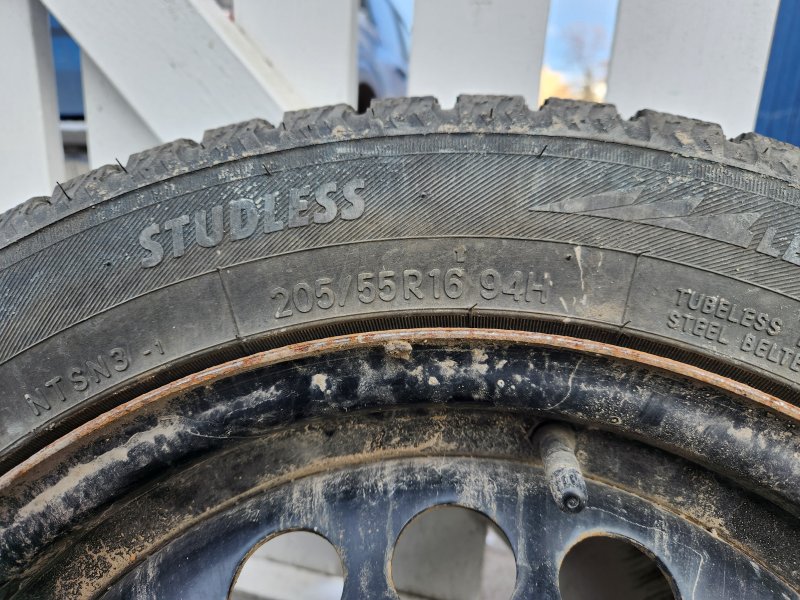 STUDLESS
205/55R16 94H
NTSN3 -1
TUBELESS
STEEL BELTE